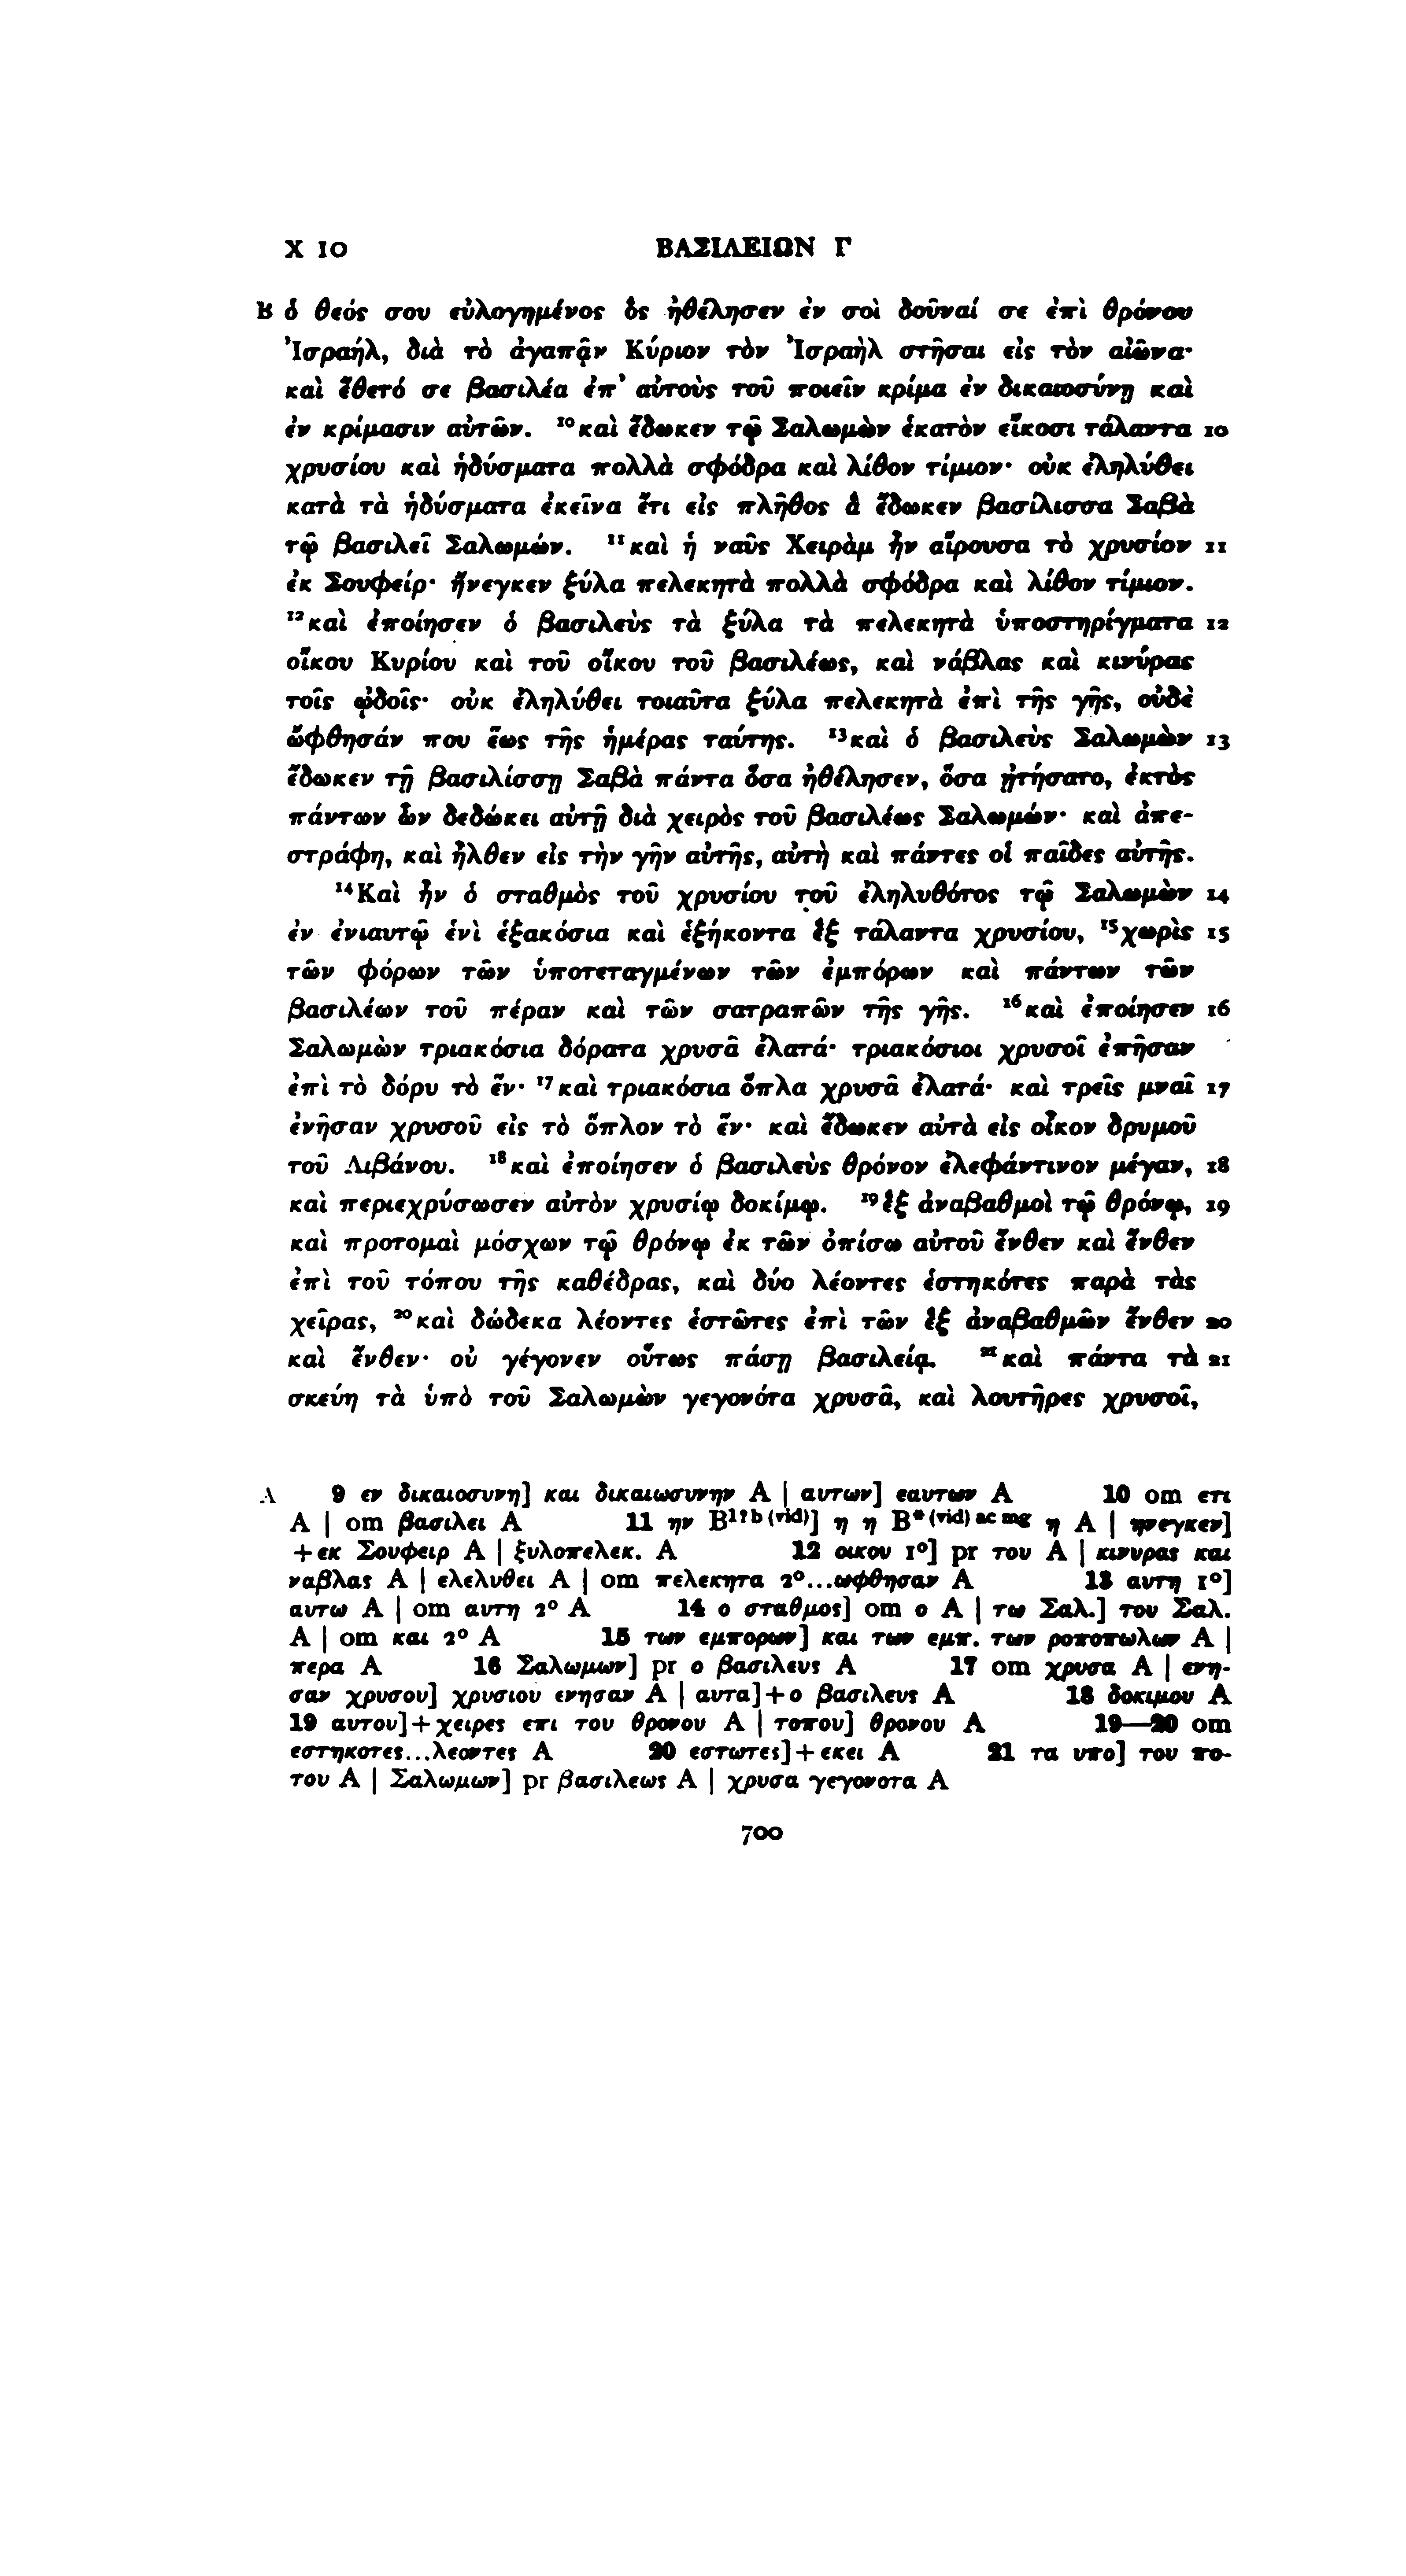 X 10 ΒΑΣΙΛΕΙΩΝ Γ
B ὁ θεός σου εὐλογημένος ὃς ἠθέλησεν ἐν σοὶ δοῦναί σε ἐπὶ θρόνου
Ἰσραήλ, διὰ τὸ ἀγαπᾷν Κύριον τὸν Ἰσραὴλ στῆσαι εἰς τὸν αἰῶνα·
καὶ ἔθετό σε βασιλέα ἐπ᾽ αὐτοὺς τοῦ ποιεῖν κρίμα ἐν δικαιοσύνῃ καὶ
ἐν κρίμασιν αὐτῶν. ¹⁰καὶ ἔδωκεν τῷ Σαλωμὼν ἑκατὸν εἴκοσι τάλαντα 10
χρυσίου καὶ ἡδύσματα πολλὰ σφόδρα καὶ λίθον τίμιον· οὐκ ἐληλύθει
κατὰ τὰ ἡδύσματα ἐκεῖνα ἔτι εἰς πλῆθος ἃ ἔδωκεν βασίλισσα Σαβὰ
τῷ βασιλεῖ Σαλωμών. ¹¹καὶ ἡ ναῦς Χειρὰμ ἦν αἴρουσα τὸ χρυσίον 11
ἐκ Σουφείρ· ἤνεγκεν ξύλα πελεκητὰ πολλὰ σφόδρα καὶ λίθον τίμιον.
¹²καὶ ἐποίησεν ὁ βασιλεὺς τὰ ξύλα τὰ πελεκητὰ ὑποστηρίγματα 12
οἴκου Κυρίου καὶ τοῦ οἴκου τοῦ βασιλέως, καὶ νάβλας καὶ κινύρας
τοῖς ᾠδοῖς· οὐκ ἐληλύθει τοιαῦτα ξύλα πελεκητὰ ἐπὶ τῆς γῆς, οὐδὲ
ὤφθησάν που ἕως τῆς ἡμέρας ταύτης. ¹³καὶ ὁ βασιλεὺς Σαλωμὼν 13
ἔδωκεν τῇ βασιλίσσῃ Σαβὰ πάντα ὅσα ἠθέλησεν, ὅσα ᾐτήσατο, ἐκτὸς
πάντων ὧν δεδώκει αὐτῇ διὰ χειρὸς τοῦ βασιλέως Σαλωμών· καὶ ἀπε-
στράφη, καὶ ἦλθεν εἰς τὴν γῆν αὐτῆς, αὐτὴ καὶ πάντες οἱ παῖδες αὐτῆς.
¹⁴Καὶ ἦν ὁ σταθμὸς τοῦ χρυσίου τοῦ ἐληλυθότος τῷ Σαλωμὼν 14
ἐν ἐνιαυτῷ ἑνὶ ἑξακόσια καὶ ἑξήκοντα ἓξ τάλαντα χρυσίου, ¹⁵χωρὶς 15
τῶν φόρων τῶν ὑποτεταγμένων τῶν ἐμπόρων καὶ πάντων τῶν
βασιλέων τοῦ πέραν καὶ τῶν σατραπῶν τῆς γῆς. ¹⁶καὶ ἐποίησεν 16
Σαλωμὼν τριακόσια δόρατα χρυσᾶ ἐλατά· τριακόσιοι χρυσοῖ ἐπῆσαν
ἐπὶ τὸ δόρυ τὸ ἕν· ¹⁷καὶ τριακόσια ὅπλα χρυσᾶ ἐλατά· καὶ τρεῖς μναῖ 17
ἐνῆσαν χρυσοῦ εἰς τὸ ὅπλον τὸ ἕν· καὶ ἔδωκεν αὐτὰ εἰς οἶκον δρυμοῦ
τοῦ Λιβάνου. ¹⁸καὶ ἐποίησεν ὁ βασιλεὺς θρόνον ἐλεφάντινον μέγαν, 18
καὶ περιεχρύσωσεν αὐτὸν χρυσίῳ δοκίμῳ. ¹⁹ἓξ ἀναβαθμοὶ τῷ θρόνῳ, 19
καὶ προτομαὶ μόσχων τῷ θρόνῳ ἐκ τῶν ὀπίσω αὐτοῦ ἔνθεν καὶ ἔνθεν
ἐπὶ τοῦ τόπου τῆς καθέδρας, καὶ δύο λέοντες ἑστηκότες παρὰ τὰς
χεῖρας, ²⁰καὶ δώδεκα λέοντες ἑστῶτες ἐπὶ τῶν ἓξ ἀναβαθμῶν ἔνθεν 20
καὶ ἔνθεν· οὐ γέγονεν οὕτως πάσῃ βασιλείᾳ. ²¹καὶ πάντα τὰ 21
σκεύη τὰ ὑπὸ τοῦ Σαλωμὼν γεγονότα χρυσᾶ, καὶ λουτῆρες χρυσοῖ,
A 9 εν δικαιοσυνη] και δικαιωσυνην A | αυτων] εαυτων A 10 om ετι
A | om βασιλει A 11 ην B¹ᵎᵇ⁽ᵛⁱᵈ⁾] η η B*⁽ᵛⁱᵈ⁾ ᵃᶜ ᵐᵍ η A | ηνεγκεν]
+εκ Σουφειρ A | ξυλοπελεκ. A 12 οικου 1°] pr του A | κινυρας και
ναβλας A | ελελυθει A | om πελεκητα 2°...ωφθησαν A 13 αυτη 1°]
αυτω A | om αυτη 2° A 14 ο σταθμος] om ο A | τω Σαλ.] του Σαλ.
A | om και 2° A 15 των εμπορων] και των εμπ. των ροποπωλων A |
περα A 16 Σαλωμων] pr ο βασιλευς A 17 om χρυσα A | ενη-
σαν χρυσου] χρυσιου ενησαν A | αυτα]+ο βασιλευς A 18 δοκιμου A
19 αυτου]+χειρες επι του θρονου A | τοπου] θρονου A 19—20 om
εστηκοτες...λεοντες A 20 εστωτες]+εκει A 21 τα υπο] του πο-
του A | Σαλωμων] pr βασιλεως A | χρυσα γεγονοτα A
700